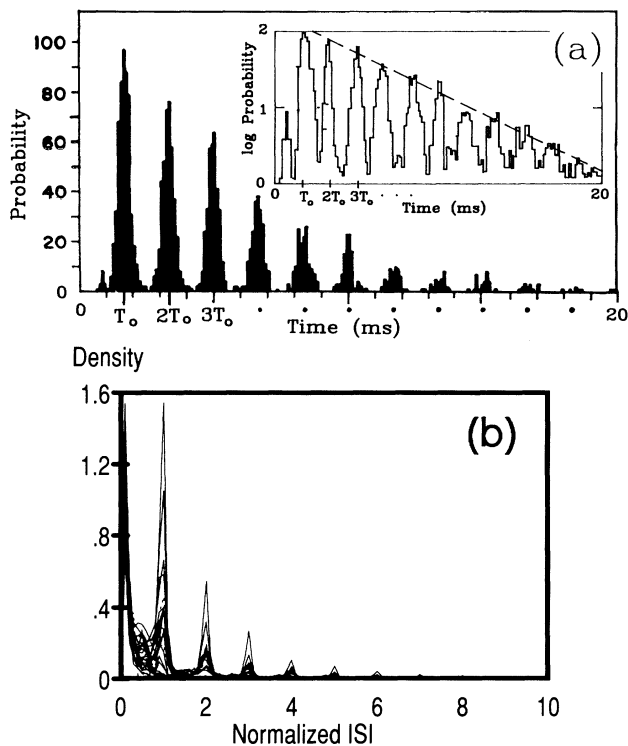 (a)
Probability
100
80
60
40
20
0
0
T₀ 2T₀ 3T₀ . . . . . . . .
Time (ms)
20
log Probability
2
1
0
0
T₀ 2T₀ 3T₀ . . . .
Time (ms)
20
Density
(b)
1.6
1.2
.8
.4
0
0 2 4 6 8 10
Normalized ISI